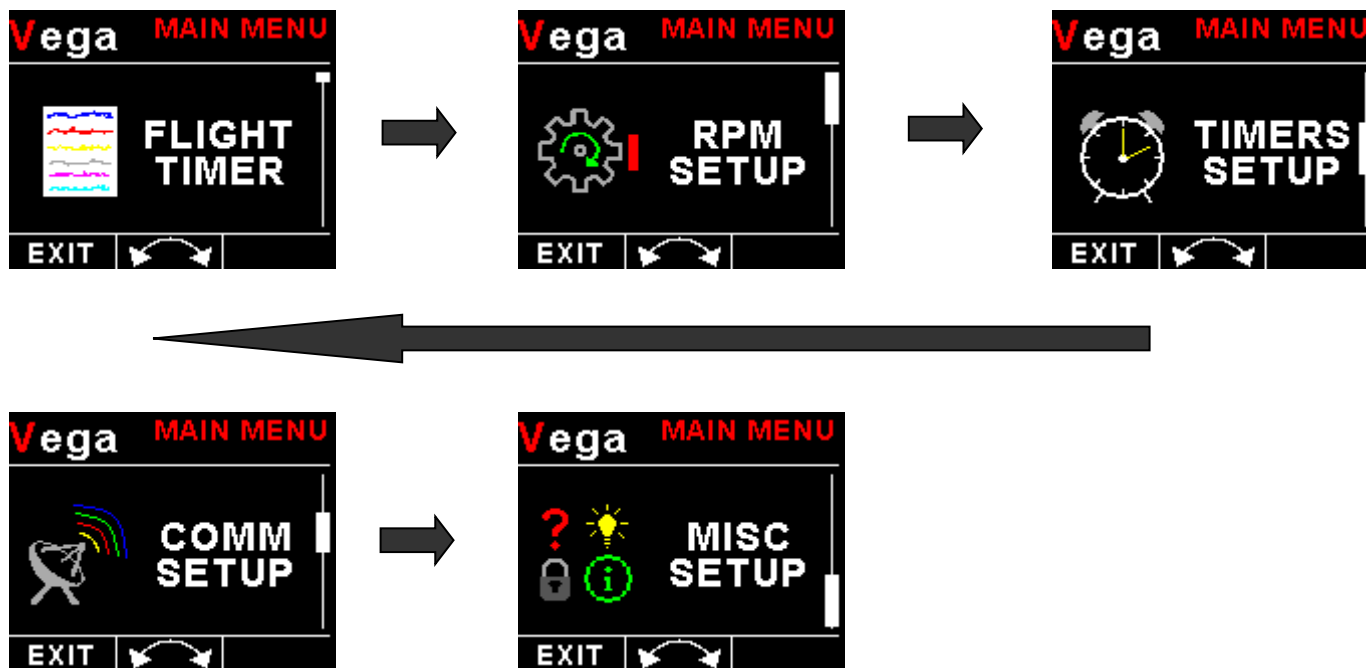 Vega MAIN MENU
FLIGHT
TIMER
EXIT
Vega MAIN MENU
RPM
SETUP
EXIT
Vega MAIN MENU
TIMERS
SETUP
EXIT
Vega MAIN MENU
COMM
SETUP
EXIT
Vega MAIN MENU
?
MISC
i
SETUP
EXIT